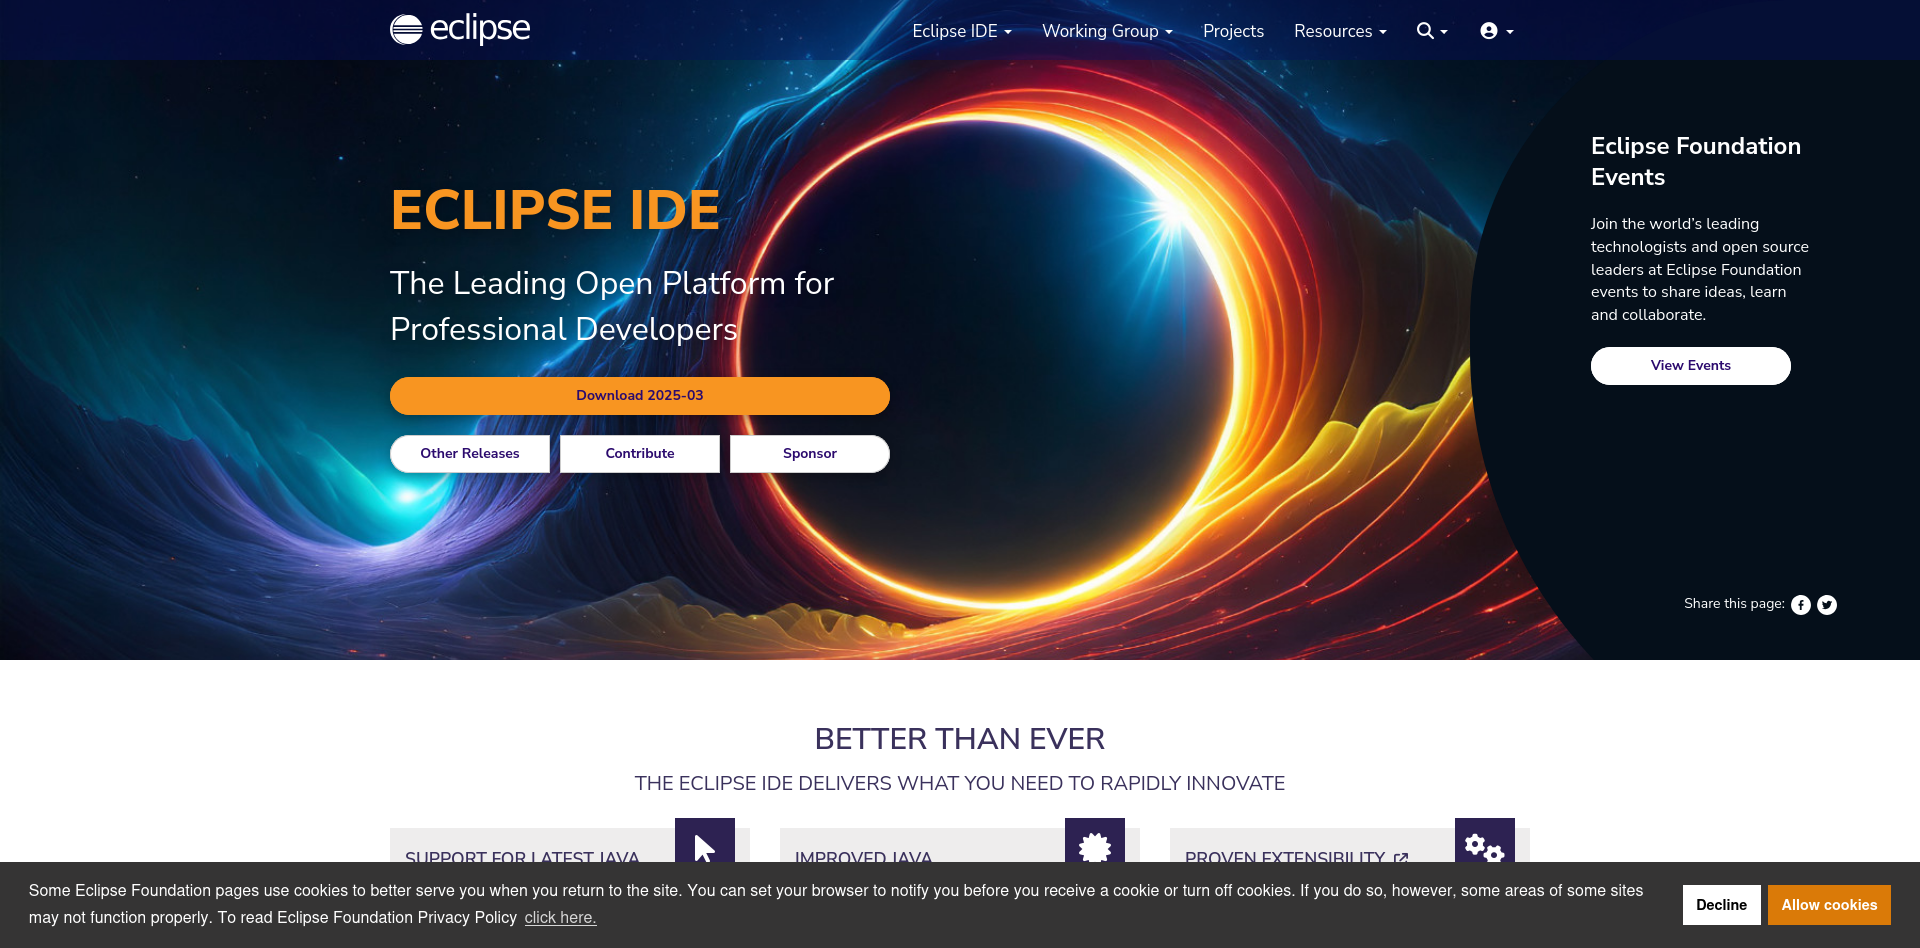 eclipse
Eclipse IDE
Working Group
Projects
Resources
ECLIPSE IDE
The Leading Open Platform for
Professional Developers
Download 2025-03
Other Releases
Contribute
Sponsor
Eclipse Foundation
Events
Join the world's leading
technologists and open source
leaders at Eclipse Foundation
events to share ideas, learn
and collaborate.
View Events
Share this page:
BETTER THAN EVER
THE ECLIPSE IDE DELIVERS WHAT YOU NEED TO RAPIDLY INNOVATE
SUPPORT FOR LATEST JAVA
IMPROVED JAVA
PROVEN EXTENSIBILITY
Some Eclipse Foundation pages use cookies to better serve you when you return to the site. You can set your browser to notify you before you receive a cookie or turn off cookies. If you do so, however, some areas of some sites
may not function properly. To read Eclipse Foundation Privacy Policy click here.
Decline
Allow cookies